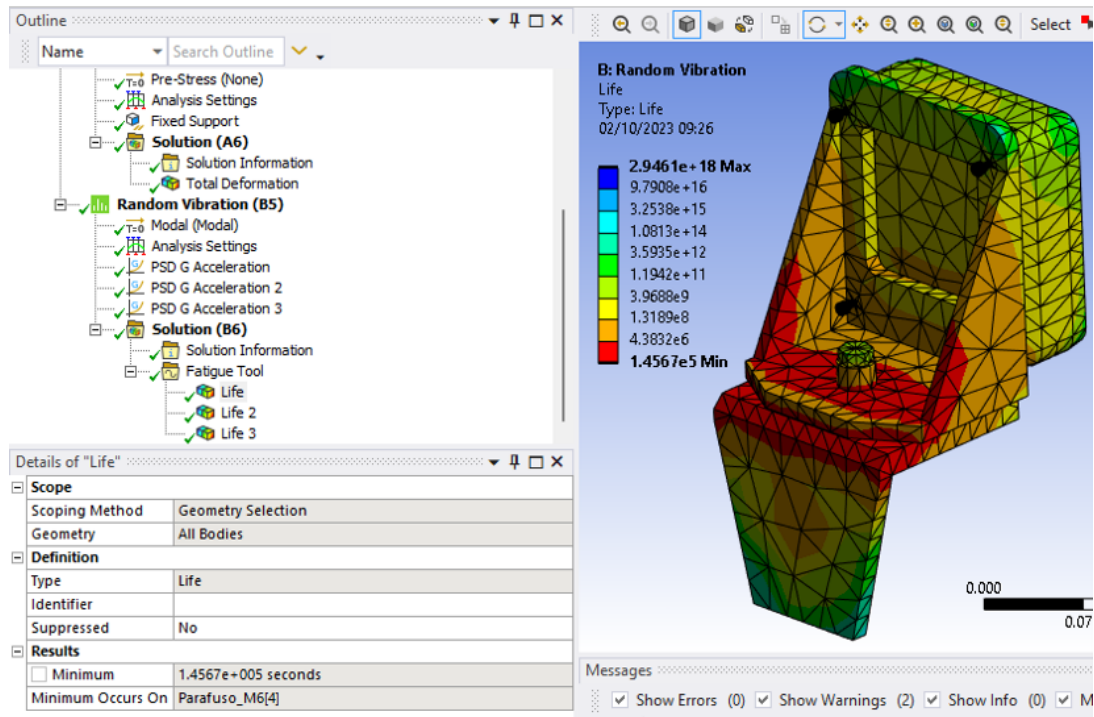 Outline
Name
Search Outline
Pre-Stress (None)
Analysis Settings
Fixed Support
Solution (A6)
Solution Information
Total Deformation
Random Vibration (B5)
Modal (Modal)
Analysis Settings
PSD G Acceleration
PSD G Acceleration 2
PSD G Acceleration 3
Solution (B6)
Solution Information
Fatigue Tool
Life
Life 2
Life 3
Details of "Life"
Scope
Scoping Method Geometry Selection
Geometry All Bodies
Definition
Type Life
Identifier
Suppressed No
Results
Minimum 1.4567e+005 seconds
Minimum Occurs On Parafuso_M6[4]
Select
B: Random Vibration
Life
Type: Life
02/10/2023 09:26
2.9461e+18 Max
9.7908e+16
3.2538e+15
1.0813e+14
3.5935e+12
1.1942e+11
3.9688e9
1.3189e8
4.3832e6
1.4567e5 Min
0.000
0.07
Messages
Show Errors (0) Show Warnings (2) Show Info (0) M